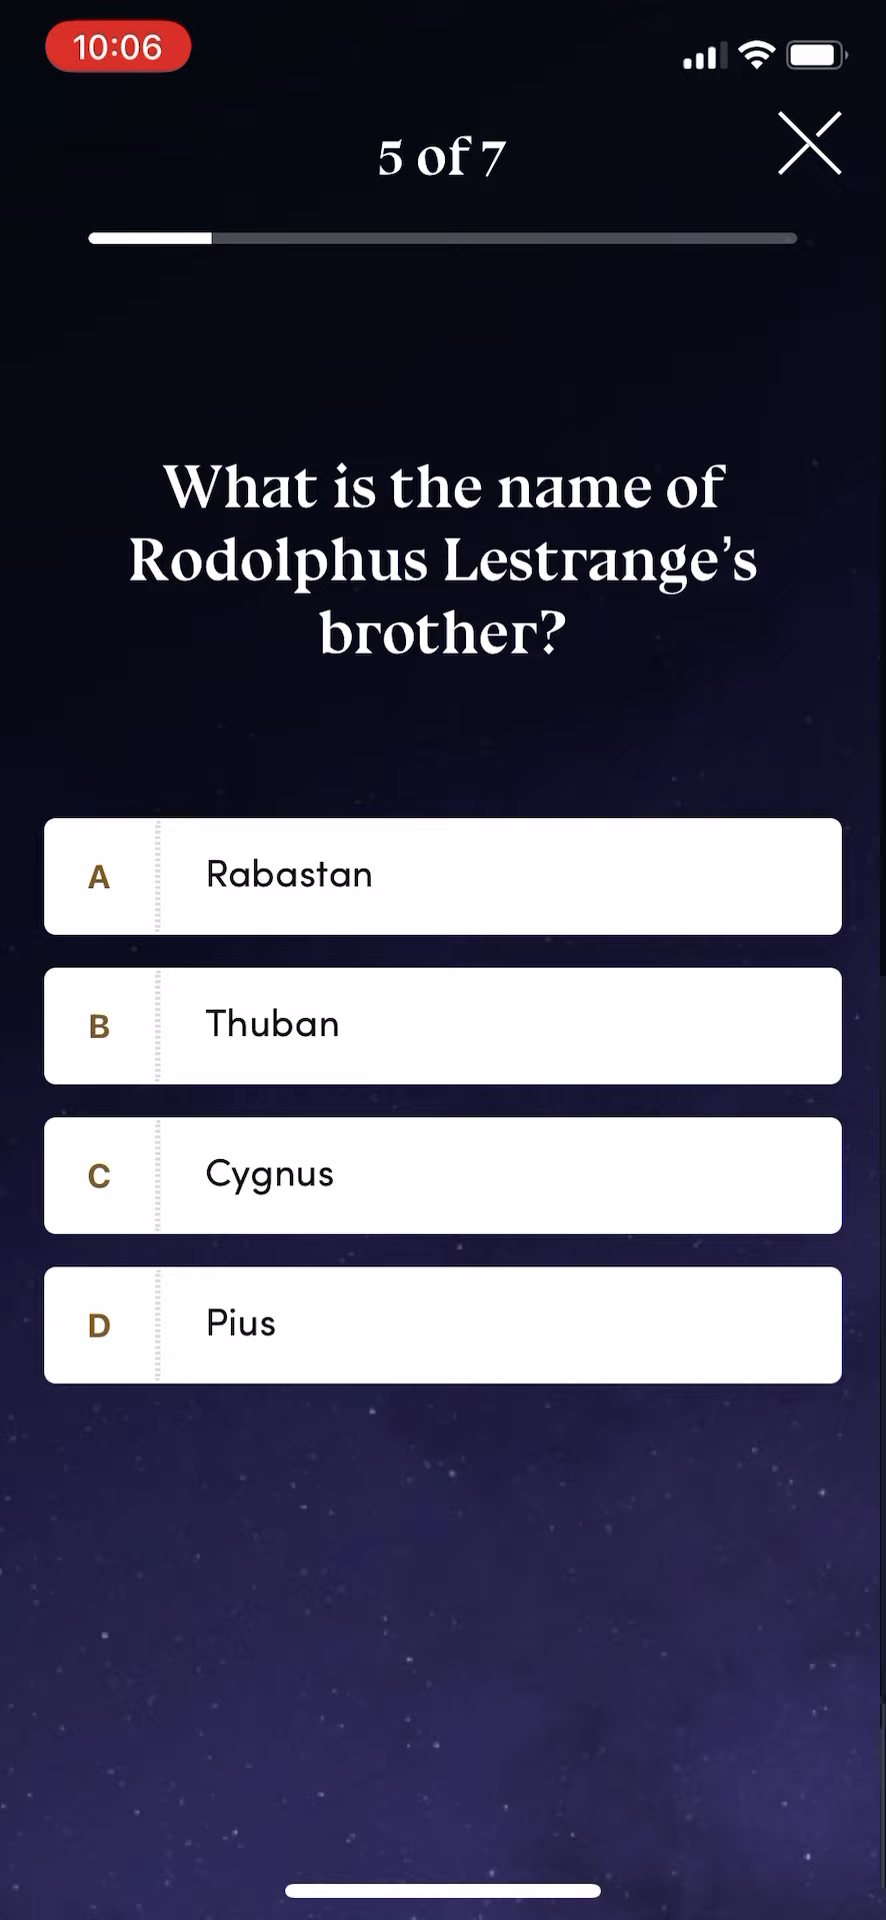 10:06
5 of 7
What is the name of
Rodolphus Lestrange’s
brother?
A Rabastan
B Thuban
C Cygnus
D Pius